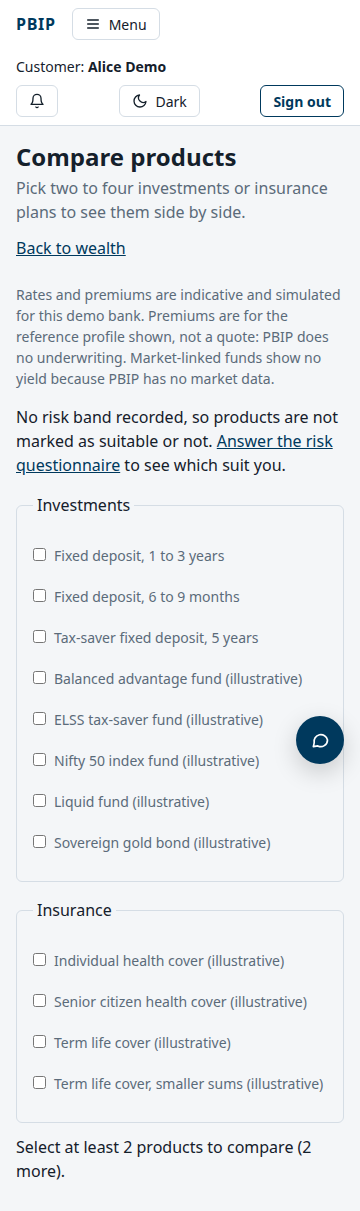 PBIP
Menu
Customer: Alice Demo
Dark
Sign out
Compare products
Pick two to four investments or insurance
plans to see them side by side.
Back to wealth
Rates and premiums are indicative and simulated
for this demo bank. Premiums are for the
reference profile shown, not a quote: PBIP does
no underwriting. Market-linked funds show no
yield because PBIP has no market data.
No risk band recorded, so products are not
marked as suitable or not. Answer the risk
questionnaire to see which suit you.
Investments
Fixed deposit, 1 to 3 years
Fixed deposit, 6 to 9 months
Tax-saver fixed deposit, 5 years
Balanced advantage fund (illustrative)
ELSS tax-saver fund (illustrative)
Nifty 50 index fund (illustrative)
Liquid fund (illustrative)
Sovereign gold bond (illustrative)
Insurance
Individual health cover (illustrative)
Senior citizen health cover (illustrative)
Term life cover (illustrative)
Term life cover, smaller sums (illustrative)
Select at least 2 products to compare (2
more).